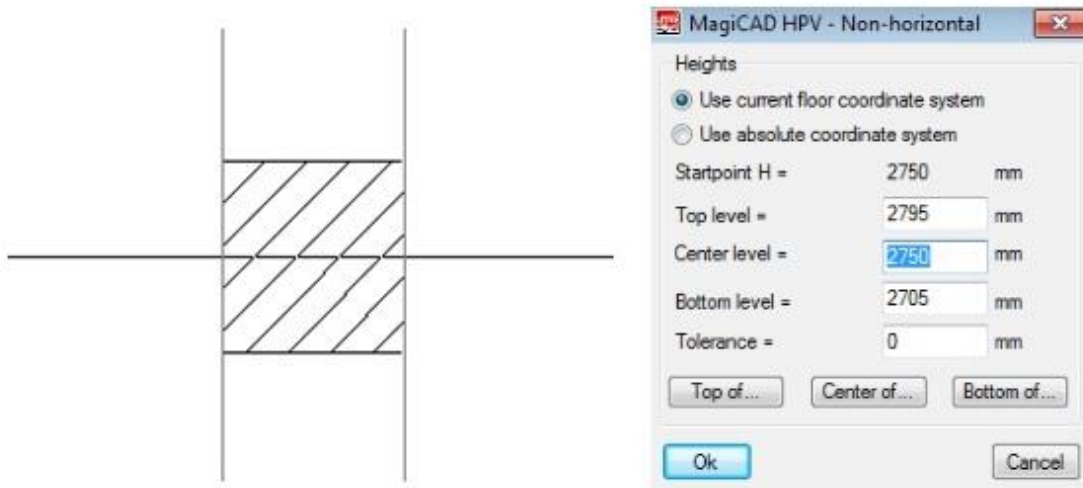 MagiCAD HPV - Non-horizontal
Heights
Use current floor coordinate system
Use absolute coordinate system
Startpoint H = 2750 mm
Top level = 2795 mm
Center level = 2750 mm
Bottom level = 2705 mm
Tolerance = 0 mm
Top of... Center of... Bottom of...
Ok Cancel